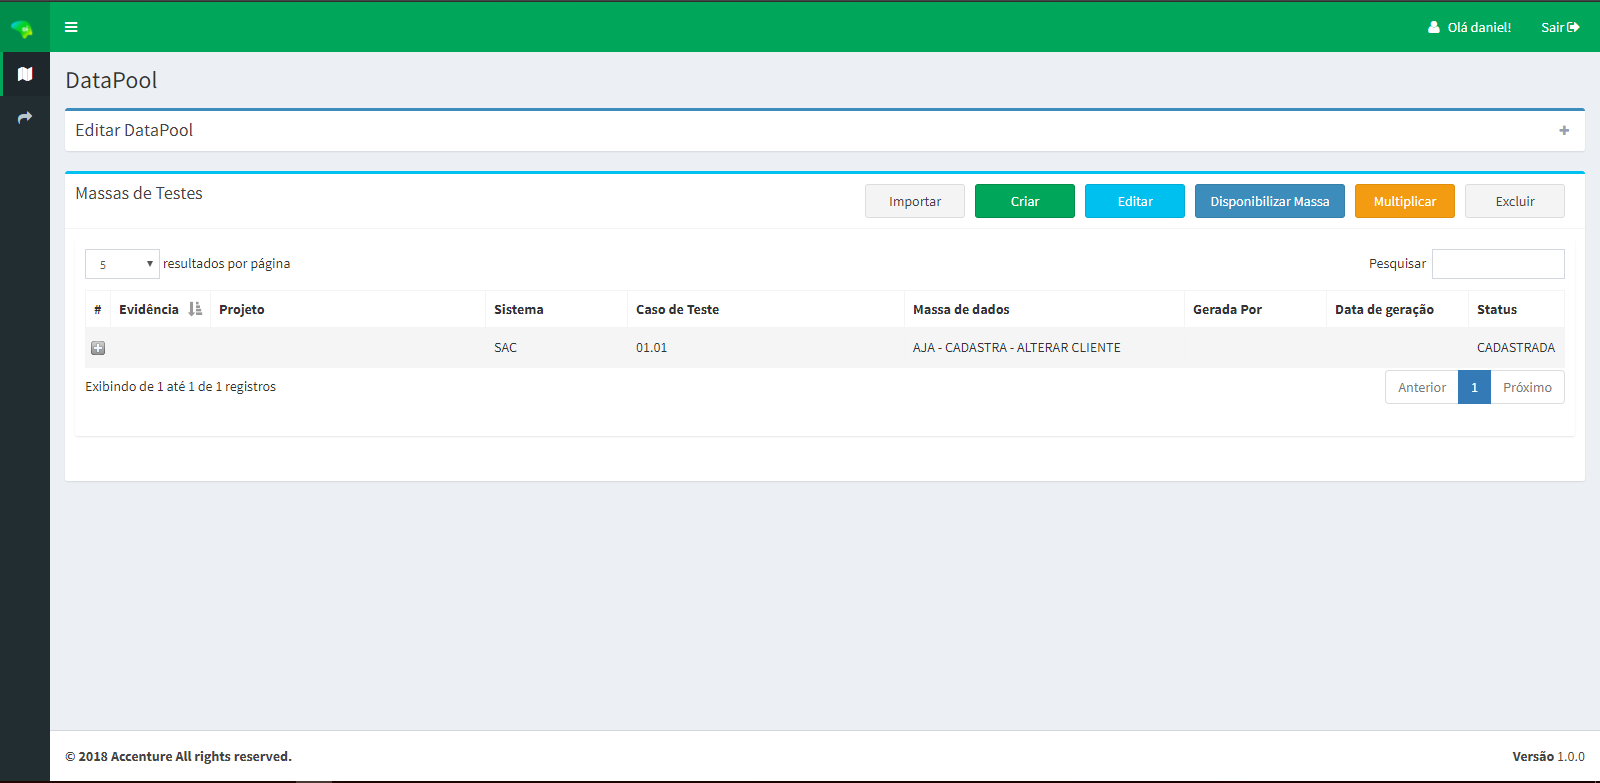 Olá daniel! Sair
DataPool
Editar DataPool
Massas de Testes Importar Criar Editar Disponibilizar Massa Multiplicar Excluir
5 resultados por página Pesquisar
# Evidência Projeto Sistema Caso de Teste Massa de dados Gerada Por Data de geração Status
SAC 01.01 AJA - CADASTRA - ALTERAR CLIENTE CADASTRADA
Exibindo de 1 até 1 de 1 registros Anterior 1 Próximo
© 2018 Accenture All rights reserved. Versão 1.0.0